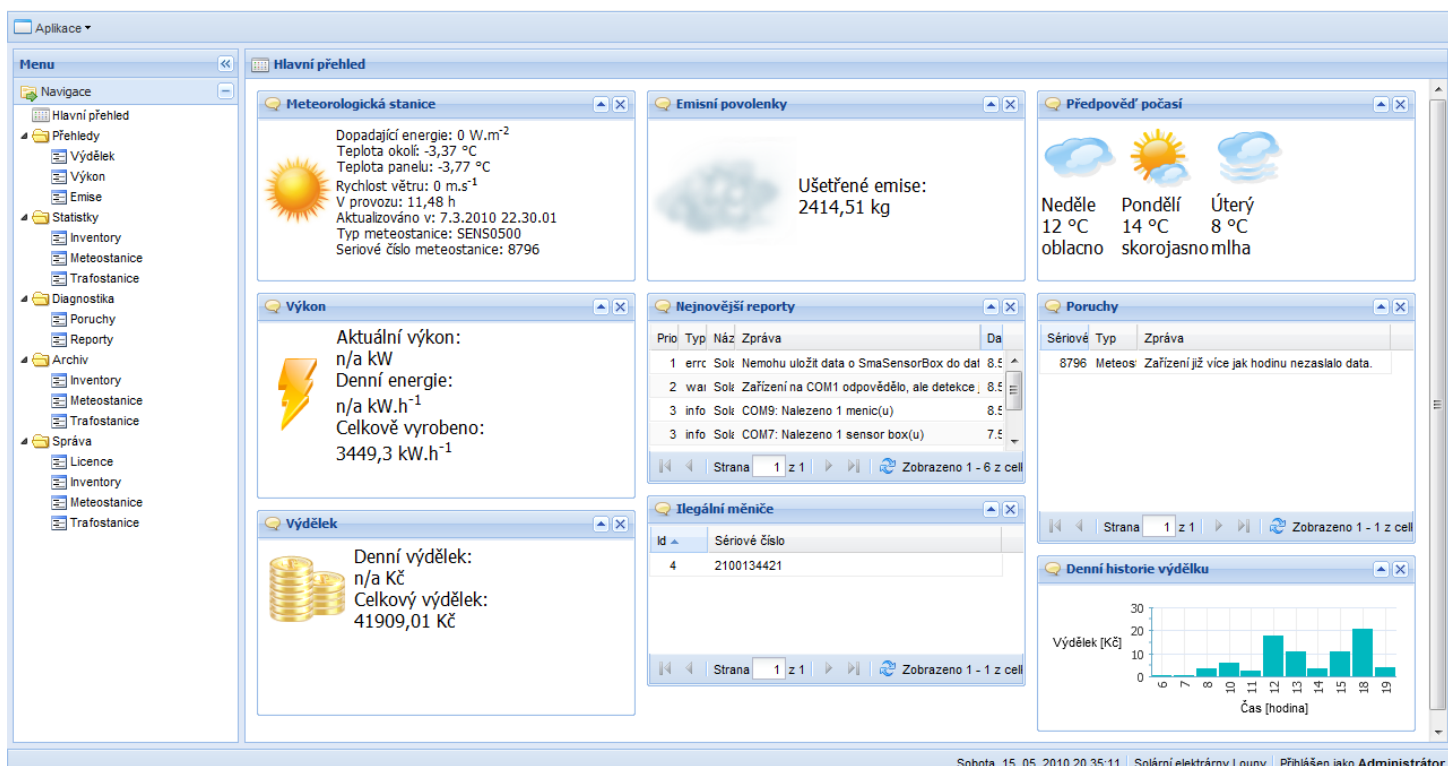 Aplikace
Menu
Navigace
Hlavní přehled
Přehledy
Výdělek
Výkon
Emise
Statistky
Inventory
Meteostanice
Trafostanice
Diagnostika
Poruchy
Reporty
Archiv
Inventory
Meteostanice
Trafostanice
Správa
Licence
Inventory
Meteostanice
Trafostanice
Hlavní přehled
Meteorologická stanice
Dopadající energie: 0 W.m-2
Teplota okolí: -3,37 °C
Teplota panelu: -3,77 °C
Rychlost větru: 0 m.s-1
V provozu: 11,48 h
Aktualizováno v: 7.3.2010 22.30.01
Typ meteostanice: SENS0500
Seriové číslo meteostanice: 8796
Emisní povolenky
Ušetřené emise:
2414,51 kg
Předpověď počasí
Neděle Pondělí Úterý
12 °C 14 °C 8 °C
oblacno skorojasno mlha
Výkon
Aktuální výkon:
n/a kW
Denní energie:
n/a kW.h-1
Celkově vyrobeno:
3449,3 kW.h-1
Nejnovější reporty
Prio Typ Náz Zpráva Da
1 errc Sola Nemohu uložit data o SmaSensorBox do dat 8.5
2 wai Sola Zařízení na COM1 odpovědělo, ale detekce 8.5
3 info Sola COM9: Nalezeno 1 menic(u) 8.5
3 info Sola COM7: Nalezeno 1 sensor box(u) 7.5
Strana 1 z 1 Zobrazeno 1 - 6 z cell
Poruchy
Sériové Typ Zpráva
8796 Meteos Zařízení již více jak hodinu nezaslalo data.
Strana 1 z 1 Zobrazeno 1 - 1 z cell
Výdělek
Denní výdělek:
n/a Kč
Celkový výdělek:
41909,01 Kč
Ilegální měniče
Id Sériové číslo
4 2100134421
Strana 1 z 1 Zobrazeno 1 - 1 z cell
Denní historie výdělku
30
20
10
0
Výdělek [Kč]
6 7 8 10 11 12 13 14 15 18 19
Čas [hodina]
Sobota, 15. 05. 2010 20:35:11 Solární elektrárny Louny Přihlášen jako Administrátor